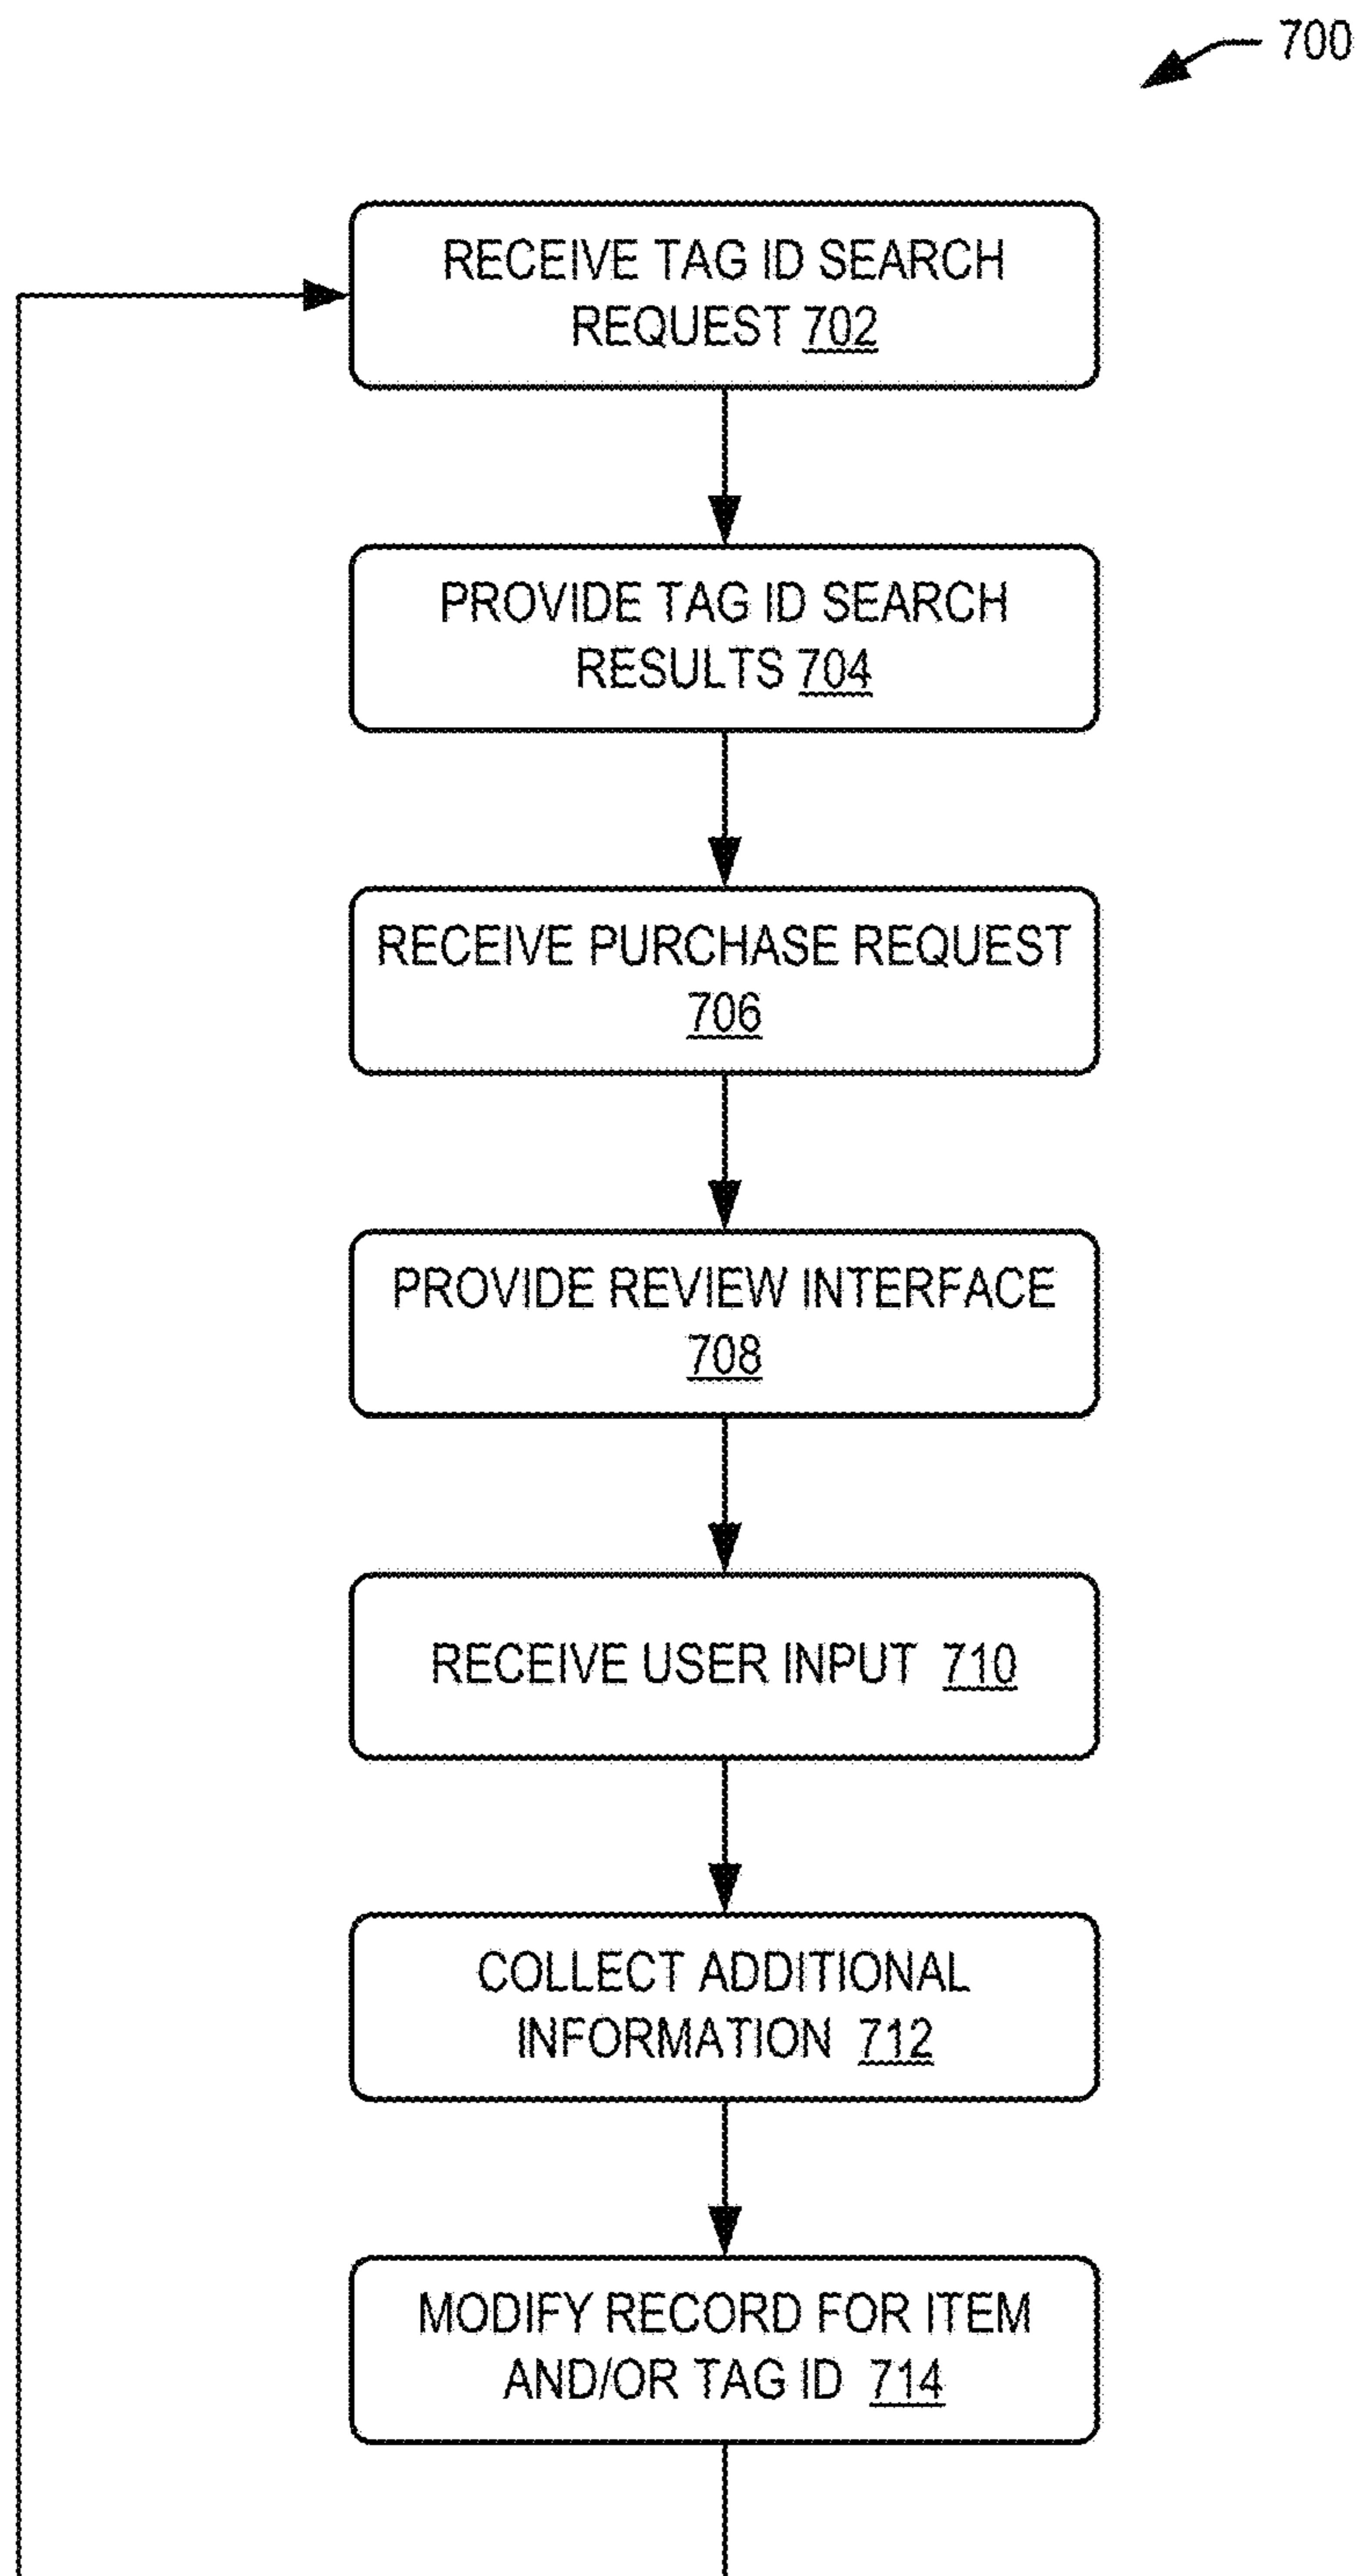 700
RECEIVE TAG ID SEARCH
REQUEST 702
PROVIDE TAG ID SEARCH
RESULTS 704
RECEIVE PURCHASE REQUEST
706
PROVIDE REVIEW INTERFACE
708
RECEIVE USER INPUT 710
COLLECT ADDITIONAL
INFORMATION 712
MODIFY RECORD FOR ITEM
AND/OR TAG ID 714